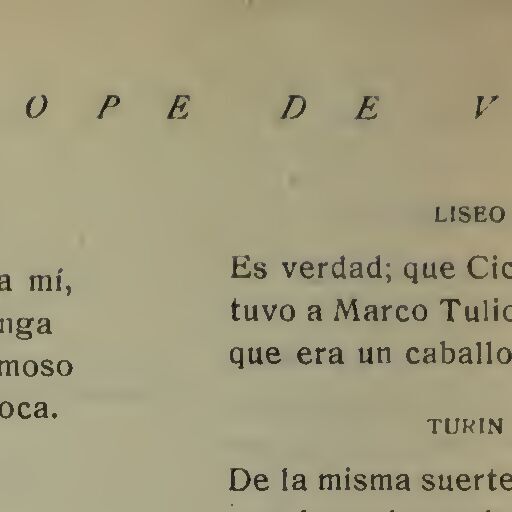 O P E D E V
a mí,
nga
moso
oca.
LISEO
Es verdad; que Cic
tuvo a Marco Tulio
que era un caballo
TURIN
De la misma suerte